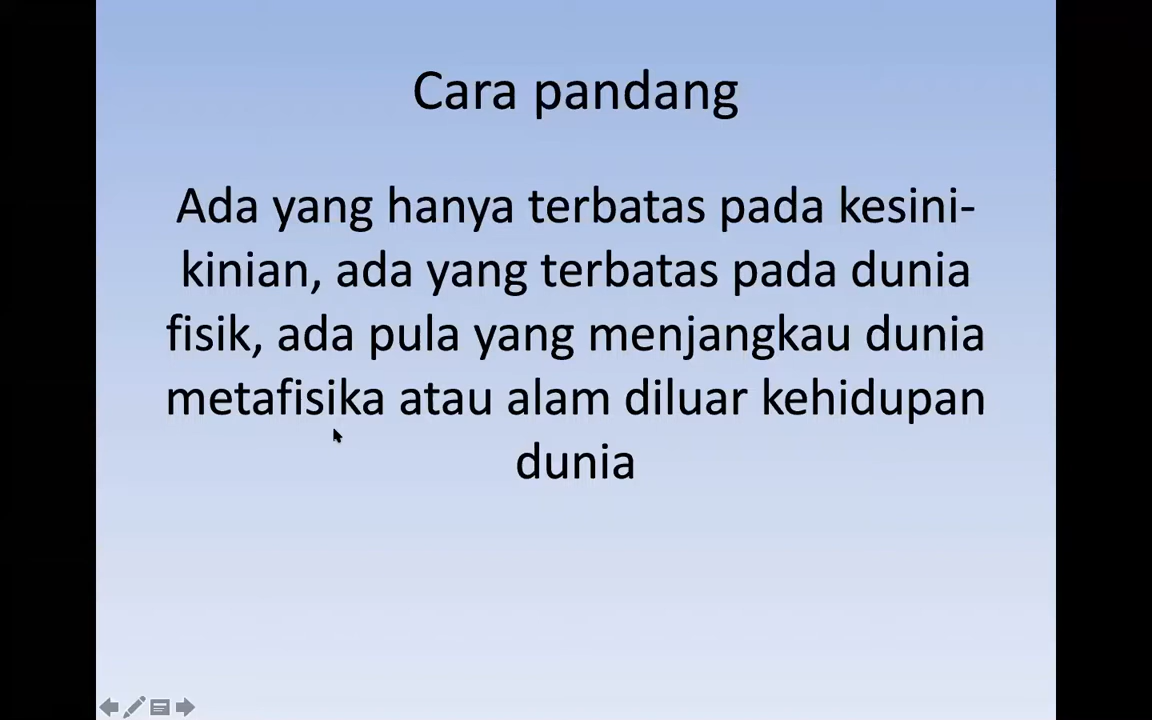 Cara pandang
Ada yang hanya terbatas pada kesini-
kinian, ada yang terbatas pada dunia
fisik, ada pula yang menjangkau dunia
metafisika atau alam diluar kehidupan
dunia